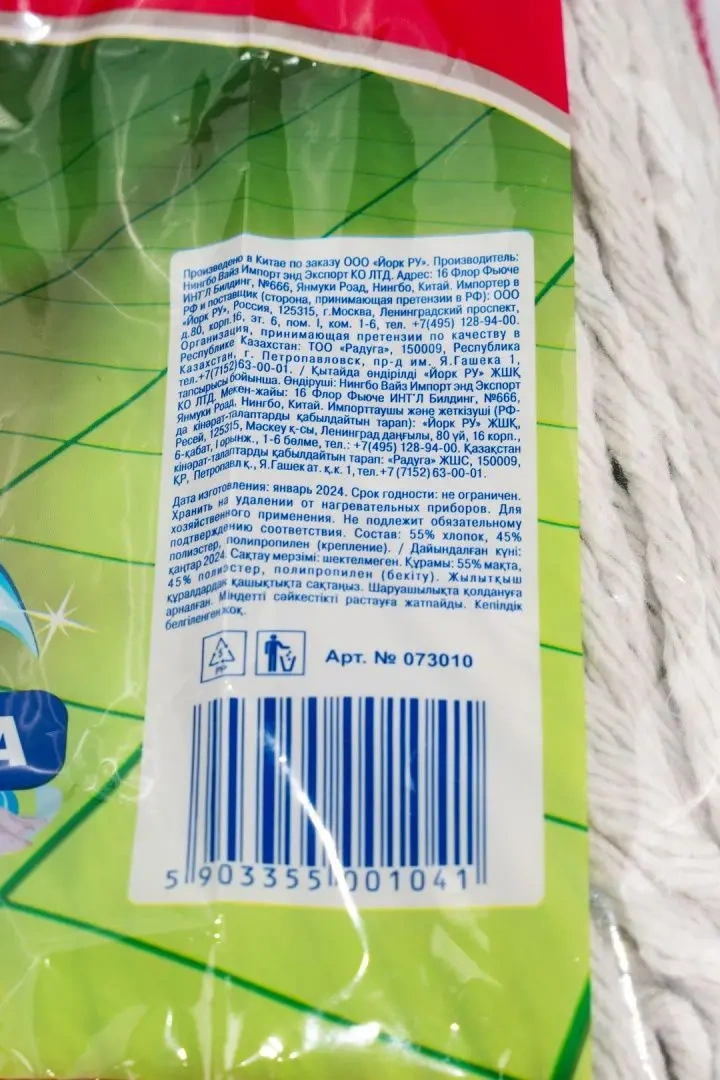 Произведено в Китае по заказу ООО «Йорк РУ». Производитель:
Нингбо Вайз Импорт энд Экспорт КО ЛТД. Адрес: 16 Флор Фьюче
ИНТ'Л Билдинг, №666, Янмуки Роад, Нингбо, Китай. Импортер в
РФ и поставщик (сторона, принимающая претензии в РФ): ООО
«Йорк РУ», Россия, 125315, г.Москва, Ленинградский проспект,
д.80, корп.16, эт. 6, пом. I, ком. 1-6, тел. +7(495) 128-94-00.
Организация, принимающая претензии по качеству в
Республике Казахстан: ТОО «Радуга», 150009, Республика
Казахстан, г. Петропавловск, пр-д им. Я.Гашека 1,
тел.+7(7152)63-00-01. / Қытайда өндірілді «Йорк РУ» ЖШҚ
тапсырысы бойынша. Өндіруші: Нингбо Вайз Импорт энд Экспорт
КО ЛТД. Мекен-жайы: 16 Флор Фьюче ИНТ'Л Билдинг, №666,
Янмуки Роад, Нингбо, Китай. Импорттаушы және жеткізуші (РФ-
да кінәрат-талаптарды қабылдайтын тарап): «Йорк РУ» ЖШҚ,
Ресей, 125315, Мәскеу қ-сы, Ленинград даңғылы, 80 үй, 16 корп.,
6-қабат, I орынж., 1-6 бөлме, тел.: +7(495) 128-94-00. Қазақстан
кінәрат-талаптарды қабылдайтын тарап: «Радуга» ЖШС, 150009,
ҚР, Петропавл қ., Я.Гашек ат. қ.к. 1, тел.+7 (7152) 63-00-01.
Дата изготовления: январь 2024. Срок годности: не ограничен.
Хранить на удалении от нагревательных приборов. Для
хозяйственного применения. Не подлежит обязательному
подтверждению соответствия. Состав: 55% хлопок, 45%
полиэстер, полипропилен (крепление). / Дайындалған күні:
қаңтар 2024. Сақтау мерзімі: шектелмеген. Құрамы: 55% мақта,
45% полиэстер, полипропилен (бекіту). Жылытқыш
құралдардан қашықтықта сақтаңыз. Шаруашылықта қолдануға
арналған. Міндетті сәйкестікті растауға жатпайды. Кепілдік
белгіленген жоқ.
5
PP
Арт. № 073010
А
5 903355 001041